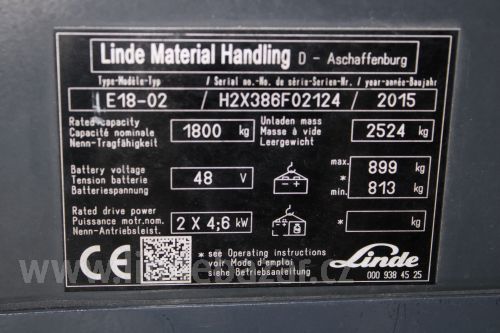 Linde Material Handling D - Aschaffenburg
Type-Modèle-Typ / Serial no.-No. de série-Serien-Nr. / year-année-Baujahr
E18-02 / H2X386F02124 / 2015
Rated capacity
Capacité nominale
Nenn-Tragfähigkeit
1800 kg
Unladen mass
Masse à vide
Leergewicht
2524 kg
Battery voltage
Tension batterie
Batteriespannung
48 V
- +
max. 899 kg
*
min. 813 kg
Rated drive power
Puissance motr.nom.
Nenn-Antriebsleist.
2 X 4,6 kW
* kg
CE
* see Operating instructions
voir Mode d'emploi
siehe Betriebsanleitung
Linde
000 938 45 25